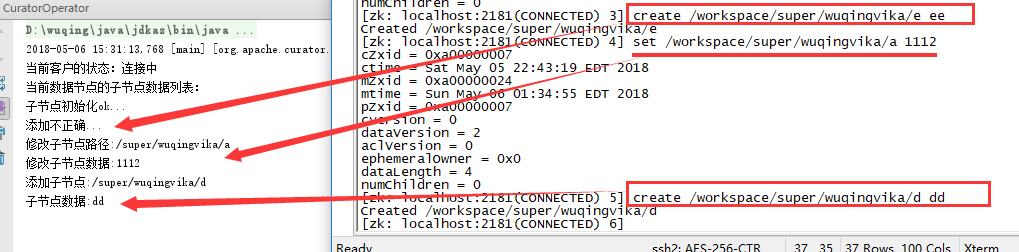 CuratorOperator
D:\wuqing\java\jdkaz\bin\java ...
2018-05-06 15:31:13,768 [main] [org.apache.curator.
当前客户的状态：连接中
当前数据节点的子节点数据列表：
子节点初始化ok...
添加不正确...
修改子节点路径:/super/wuqingvika/a
修改子节点数据:1112
添加子节点:/super/wuqingvika/d
子节点数据:dd
numChildren = 0
[zk: localhost:2181(CONNECTED) 3] create /workspace/super/wuqingvika/e ee
Created /workspace/super/wuqingvika/e
[zk: localhost:2181(CONNECTED) 4] set /workspace/super/wuqingvika/a 1112
cZxid = 0xa00000007
ctime = Sat May 05 22:43:19 EDT 2018
mZxid = 0xa00000024
mtime = Sun May 06 01:34:55 EDT 2018
pZxid = 0xa00000007
cversion = 0
dataVersion = 2
aclVersion = 0
ephemeralOwner = 0x0
dataLength = 4
numChildren = 0
[zk: localhost:2181(CONNECTED) 5] create /workspace/super/wuqingvika/d dd
Created /workspace/super/wuqingvika/d
[zk: localhost:2181(CONNECTED) 6]
Ready ssh2: AES-256-CTR 37, 35 37 Rows, 100 Cols Xterm